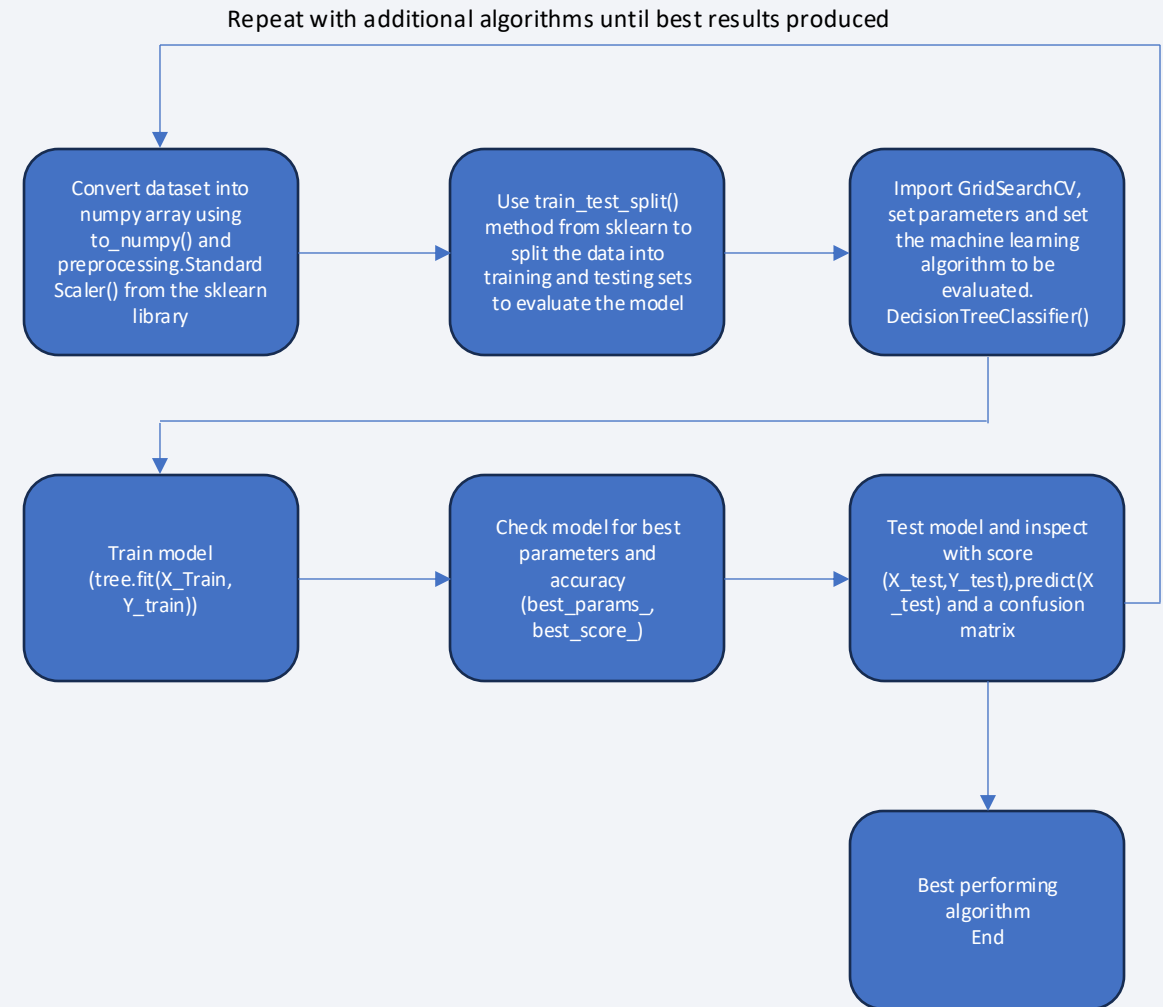 Repeat with additional algorithms until best results produced
Convert dataset into
numpy array using
to_numpy() and
preprocessing.Standard
Scaler() from the sklearn
library
Use train_test_split()
method from sklearn to
split the data into
training and testing sets
to evaluate the model
Import GridSearchCV,
set parameters and set
the machine learning
algorithm to be
evaluated.
DecisionTreeClassifier()
Train model
(tree.fit(X_Train,
Y_train))
Check model for best
parameters and
accuracy
(best_params_,
best_score_)
Test model and inspect
with score
(X_test,Y_test),predict(X
_test) and a confusion
matrix
Best performing
algorithm
End